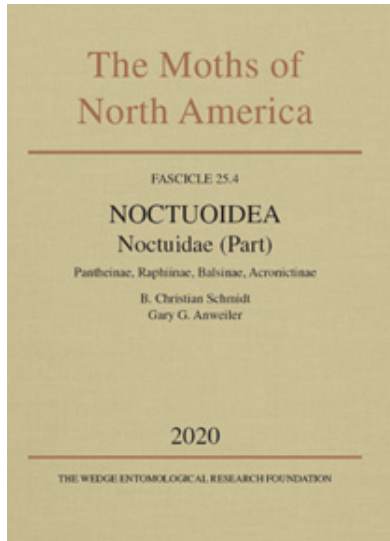 The Moths of
North America
FASCICLE 25.4
NOCTUOIDEA
Noctuidae (Part)
Pantheinae, Raphiinae, Balsinae, Acronictinae
B. Christian Schmidt
Gary G. Anweiler
2020
THE WEDGE ENTOMOLOGICAL RESEARCH FOUNDATION